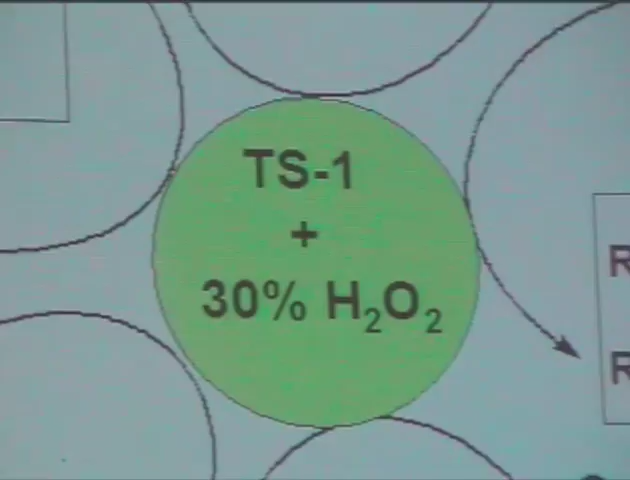 TS-1
+
30% H₂O₂
R
R